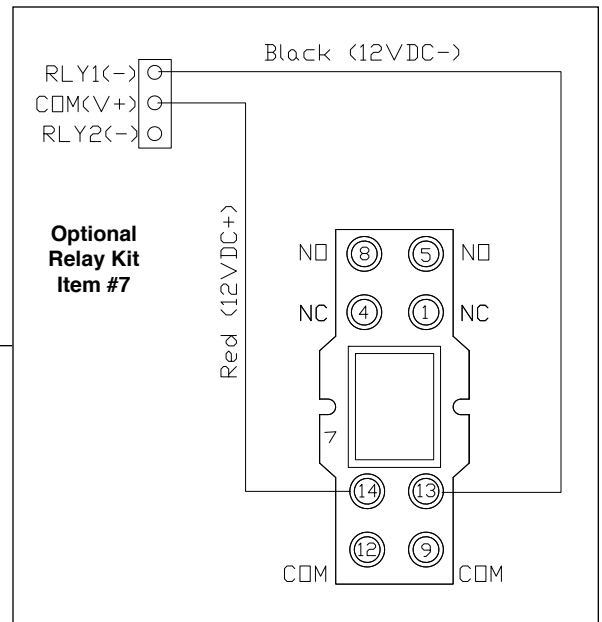 Black (12VDC-)
RLY1(-)
COM(V+)
RLY2(-)
Optional
Relay Kit
Item #7
Red (12VDC+)
NO 8 5 NO
NC 4 1 NC
7
14 13
12 9
COM COM